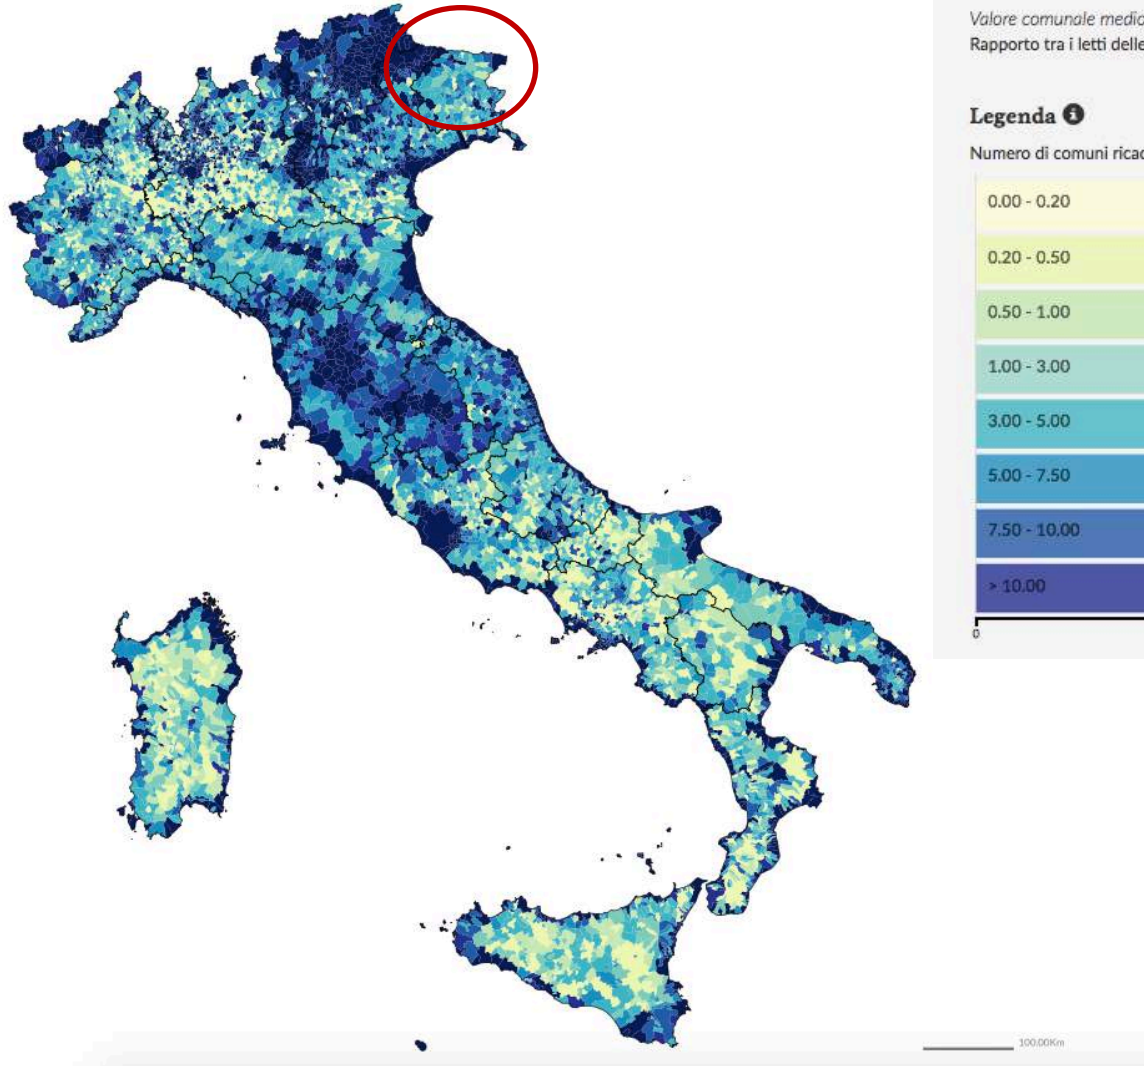 Valore comunale medio
Rapporto tra i letti delle
Legenda
Numero di comuni
0.00 - 0.20
0.20 - 0.50
0.50 - 1.00
1.00 - 3.00
3.00 - 5.00
5.00 - 7.50
7.50 - 10.00
> 10.00
0
100.00Km